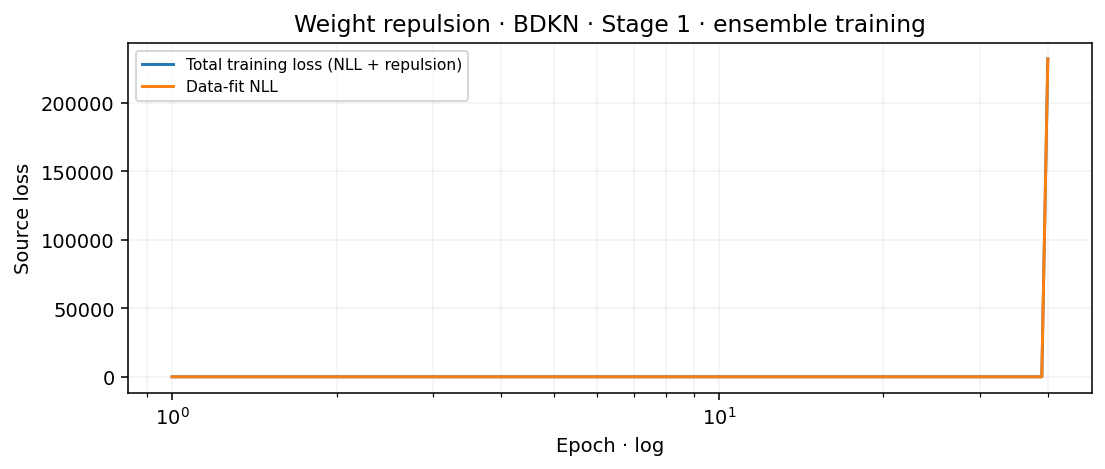 Weight repulsion · BDKN · Stage 1 · ensemble training
Total training loss (NLL + repulsion)
Data-fit NLL
200000
150000
100000
50000
0
Source loss
10⁰
10¹
Epoch · log